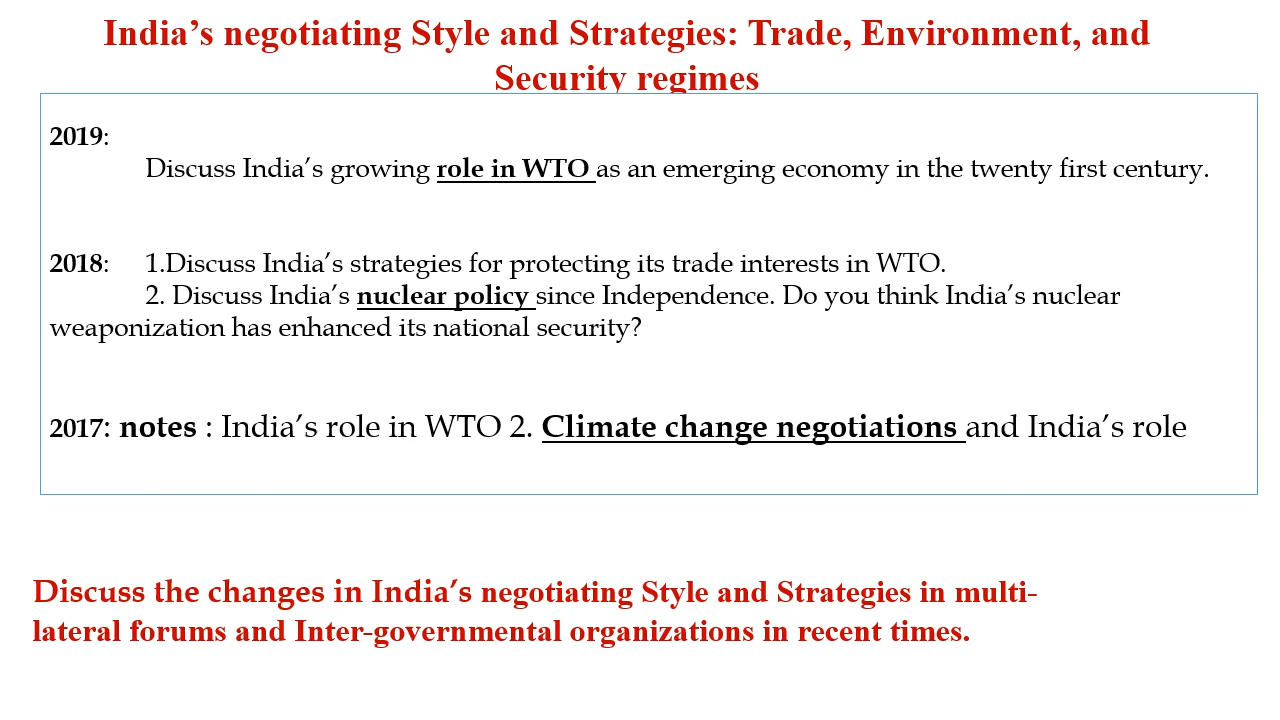 India’s negotiating Style and Strategies: Trade, Environment, and
Security regimes
2019:
Discuss India’s growing role in WTO as an emerging economy in the twenty first century.
2018: 1.Discuss India’s strategies for protecting its trade interests in WTO.
2. Discuss India’s nuclear policy since Independence. Do you think India’s nuclear
weaponization has enhanced its national security?
2017: notes : India’s role in WTO 2. Climate change negotiations and India’s role
Discuss the changes in India’s negotiating Style and Strategies in multi-
lateral forums and Inter-governmental organizations in recent times.